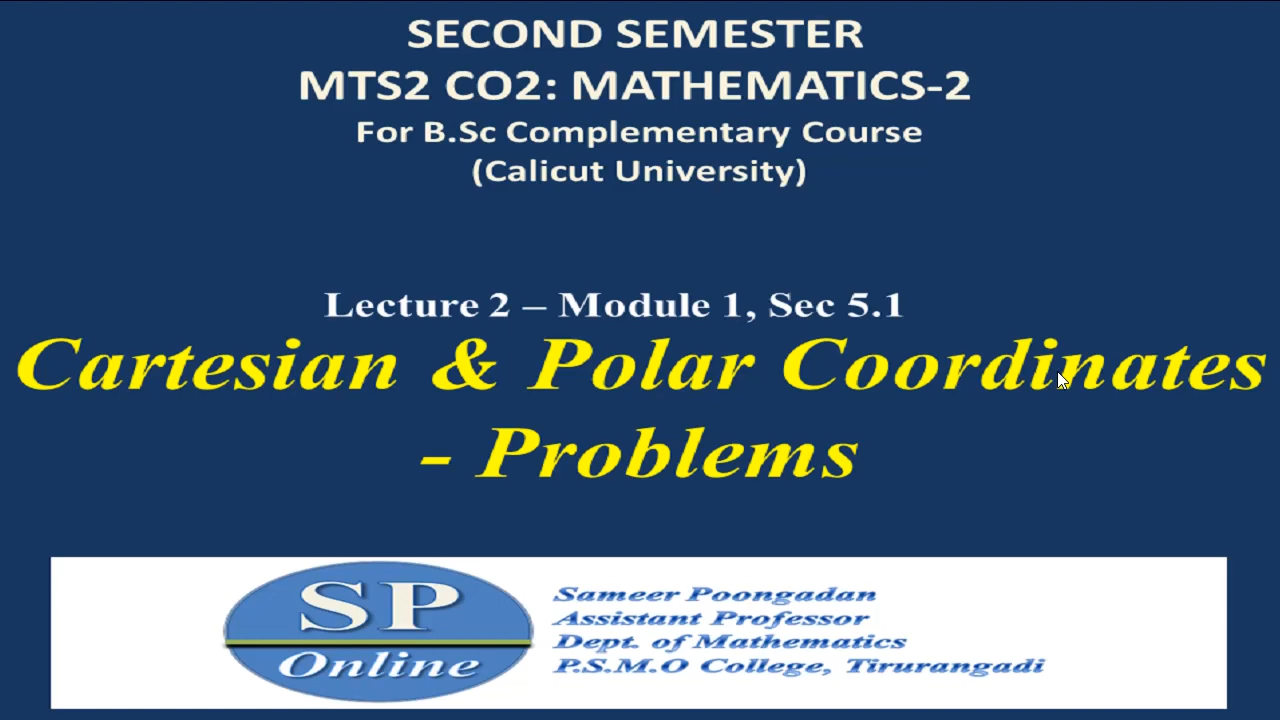 SECOND SEMESTER
MTS2 CO2: MATHEMATICS-2
For B.Sc Complementary Course
(Calicut University)
Lecture 2 – Module 1, Sec 5.1
Cartesian & Polar Coordinates
- Problems
SP
Online
Sameer Poongadan
Assistant Professor
Dept. of Mathematics
P.S.M.O College, Tirurangadi